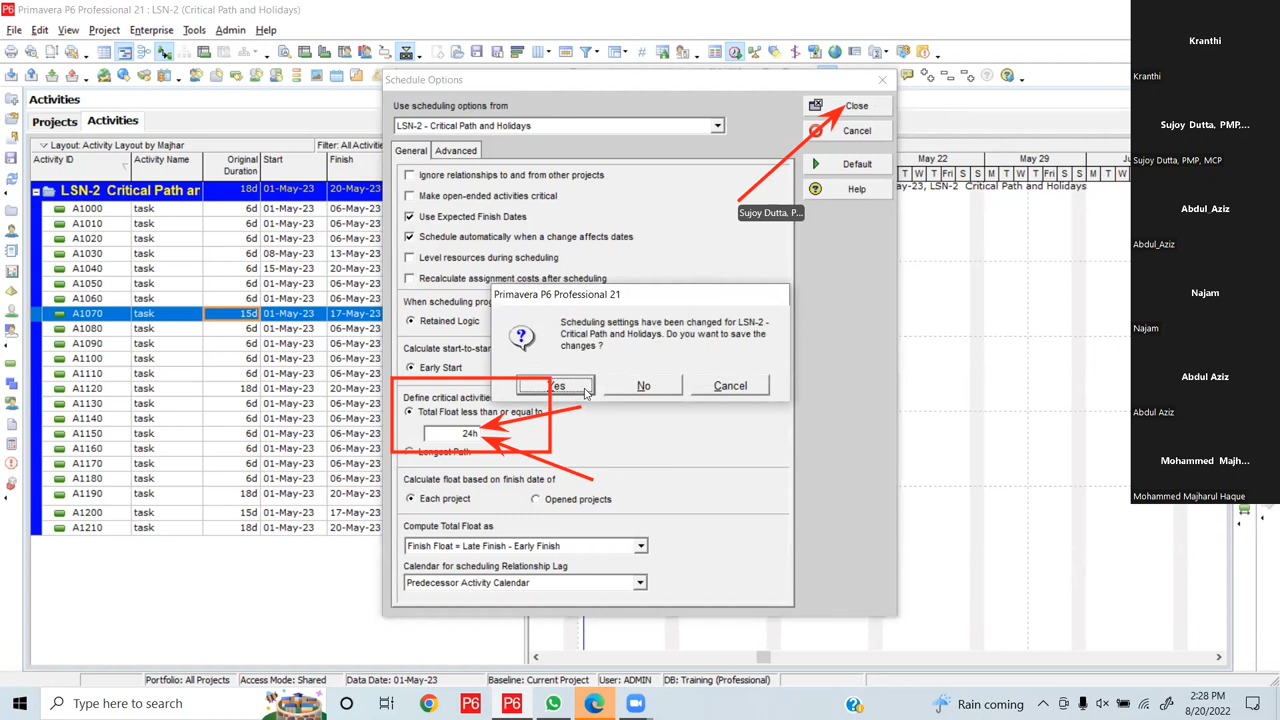 Primavera P6 Professional 21 : LSN-2 (Critical Path and Holidays)
File Edit View Project Enterprise Tools Admin Help
Activities
Projects Activities
Layout: Activity Layout by Majhar Filter: All Activities
Activity ID Activity Name Original Duration Start Finish
LSN-2 Critical Path ar 18d 01-May-23 20-May-23
A1000 task 6d 01-May-23 06-May-23
A1010 task 6d 01-May-23 06-May-23
A1020 task 6d 01-May-23 06-May-23
A1030 task 6d 08-May-23 13-May-23
A1040 task 6d 15-May-23 20-May-23
A1050 task 6d 01-May-23 06-May-23
A1060 task 6d 01-May-23 06-May-23
A1070 task 15d 01-May-23 17-May-23
A1080 task 6d 01-May-23 06-May-23
A1090 task 6d 01-May-23 06-May-23
A1100 task 6d 01-May-23 06-May-23
A1110 task 6d 01-May-23 06-May-23
A1120 task 18d 01-May-23 20-May-23
A1130 task 6d 01-May-23 06-May-23
A1140 task 6d 01-May-23 06-May-23
A1150 task 6d 01-May-23 06-May-23
A1160 task 6d 01-May-23 06-May-23
A1170 task 6d 01-May-23 06-May-23
A1180 task 6d 01-May-23 06-May-23
A1190 task 18d 01-May-23 20-May-23
A1200 task 15d 01-May-23 17-May-23
A1210 task 18d 01-May-23 20-May-23
Schedule Options
Use scheduling options from
LSN-2 - Critical Path and Holidays
General Advanced
Ignore relationships to and from other projects
Make open-ended activities critical
Use Expected Finish Dates
Schedule automatically when a change affects dates
Level resources during scheduling
Recalculate assignment costs after scheduling
When scheduling pro
Retained Logic
Calculate start-to-star
Early Start
Define critical activities
Total Float less than or equal to
24h
Longest Path
Calculate float based on finish date of
Each project Opened projects
Compute Total Float as
Finish Float = Late Finish - Early Finish
Calendar for scheduling Relationship Lag
Predecessor Activity Calendar
Close
Cancel
Default
Help
Sujoy Dutta, P...
Primavera P6 Professional 21
Scheduling settings have been changed for LSN-2 -
Critical Path and Holidays. Do you want to save the
changes ?
Yes No Cancel
May 22 May 29 Ju
S S M T W T Fri S S M T W T Fri S S M T W T
ay-23, LSN-2 Critical Path and Holidays
Kranthi
Kranthi
Sujoy Dutta, PMP,...
Sujoy Dutta, PMP, MCP
Abdul_Aziz
Abdul_Aziz
Najam
Najam
Abdul Aziz
Abdul Aziz
Mohammed Majh...
Mohammed Majharul Haque
Portfolio: All Projects Access Mode: Shared Data Date: 01-May-23 Baseline: Current Project User: ADMIN DB: Training (Professional)
Type here to search
Rain coming
2:28 PM
8/20/2022